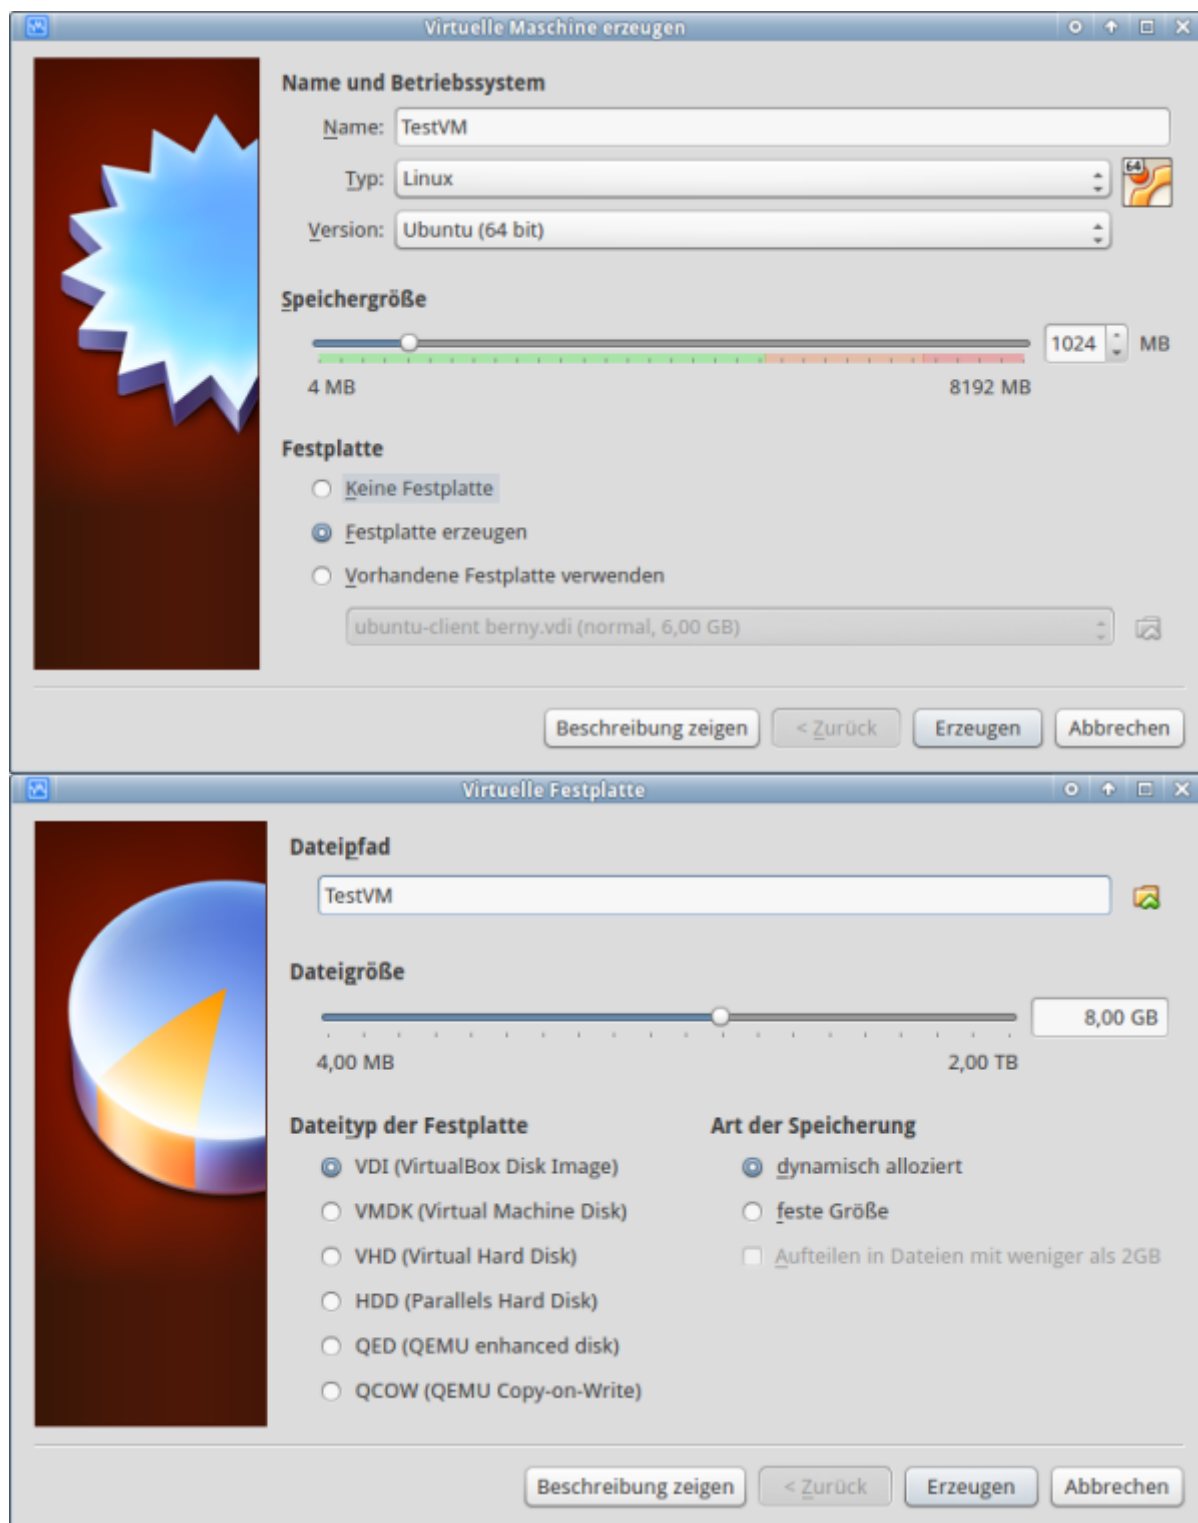 Virtuelle Maschine erzeugen
Name und Betriebssystem
Name: TestVM
Typ: Linux
64
Version: Ubuntu (64 bit)
Speichergröße
1024 MB
4 MB 8192 MB
Festplatte
Keine Festplatte
Festplatte erzeugen
Vorhandene Festplatte verwenden
ubuntu-client berny.vdi (normal, 6,00 GB)
Beschreibung zeigen < Zurück Erzeugen Abbrechen
Virtuelle Festplatte
Dateipfad
TestVM
Dateigröße
8,00 GB
4,00 MB 2,00 TB
Dateityp der Festplatte Art der Speicherung
VDI (VirtualBox Disk Image) dynamisch alloziert
VMDK (Virtual Machine Disk) feste Größe
VHD (Virtual Hard Disk) Aufteilen in Dateien mit weniger als 2GB
HDD (Parallels Hard Disk)
QED (QEMU enhanced disk)
QCOW (QEMU Copy-on-Write)
Beschreibung zeigen < Zurück Erzeugen Abbrechen